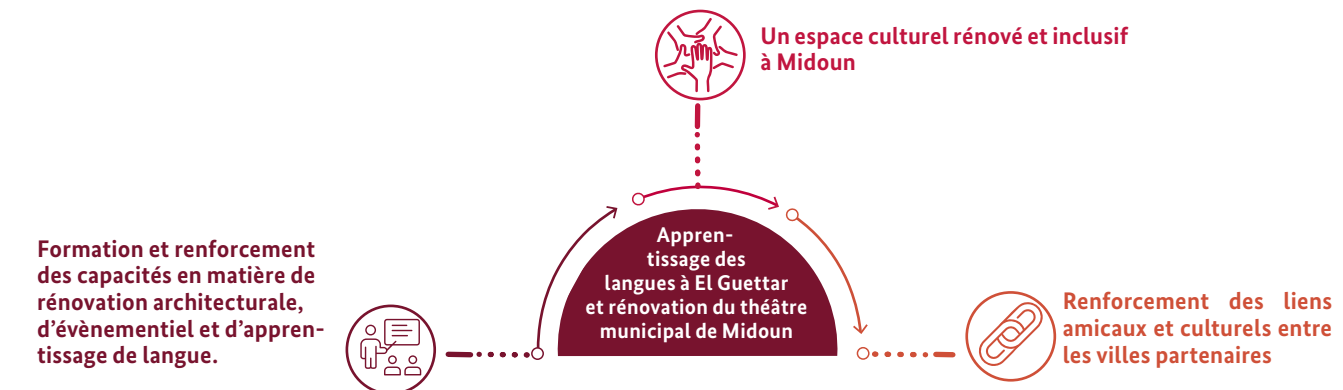 Un espace culturel rénové et inclusif
à Midoun
Formation et renforcement
des capacités en matière de
rénovation architecturale,
d'évènementiel et d'appren-
tissage de langue.
Appren-
tissage des
langues à El Guettar
et rénovation du théâtre
municipal de Midoun
Renforcement des liens
amicaux et culturels entre
les villes partenaires